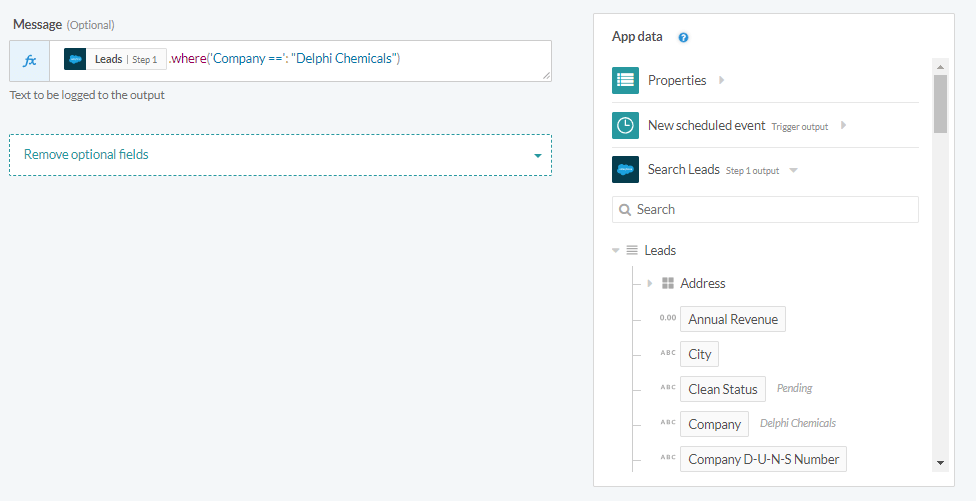 Message (Optional)
fx Leads | Step 1 .where('Company ==': "Delphi Chemicals")
Text to be logged to the output
Remove optional fields
App data ?
Properties
New scheduled event Trigger output
Search Leads Step 1 output
Search
Leads
Address
0.00 Annual Revenue
ABC City
ABC Clean Status Pending
ABC Company Delphi Chemicals
ABC Company D-U-N-S Number